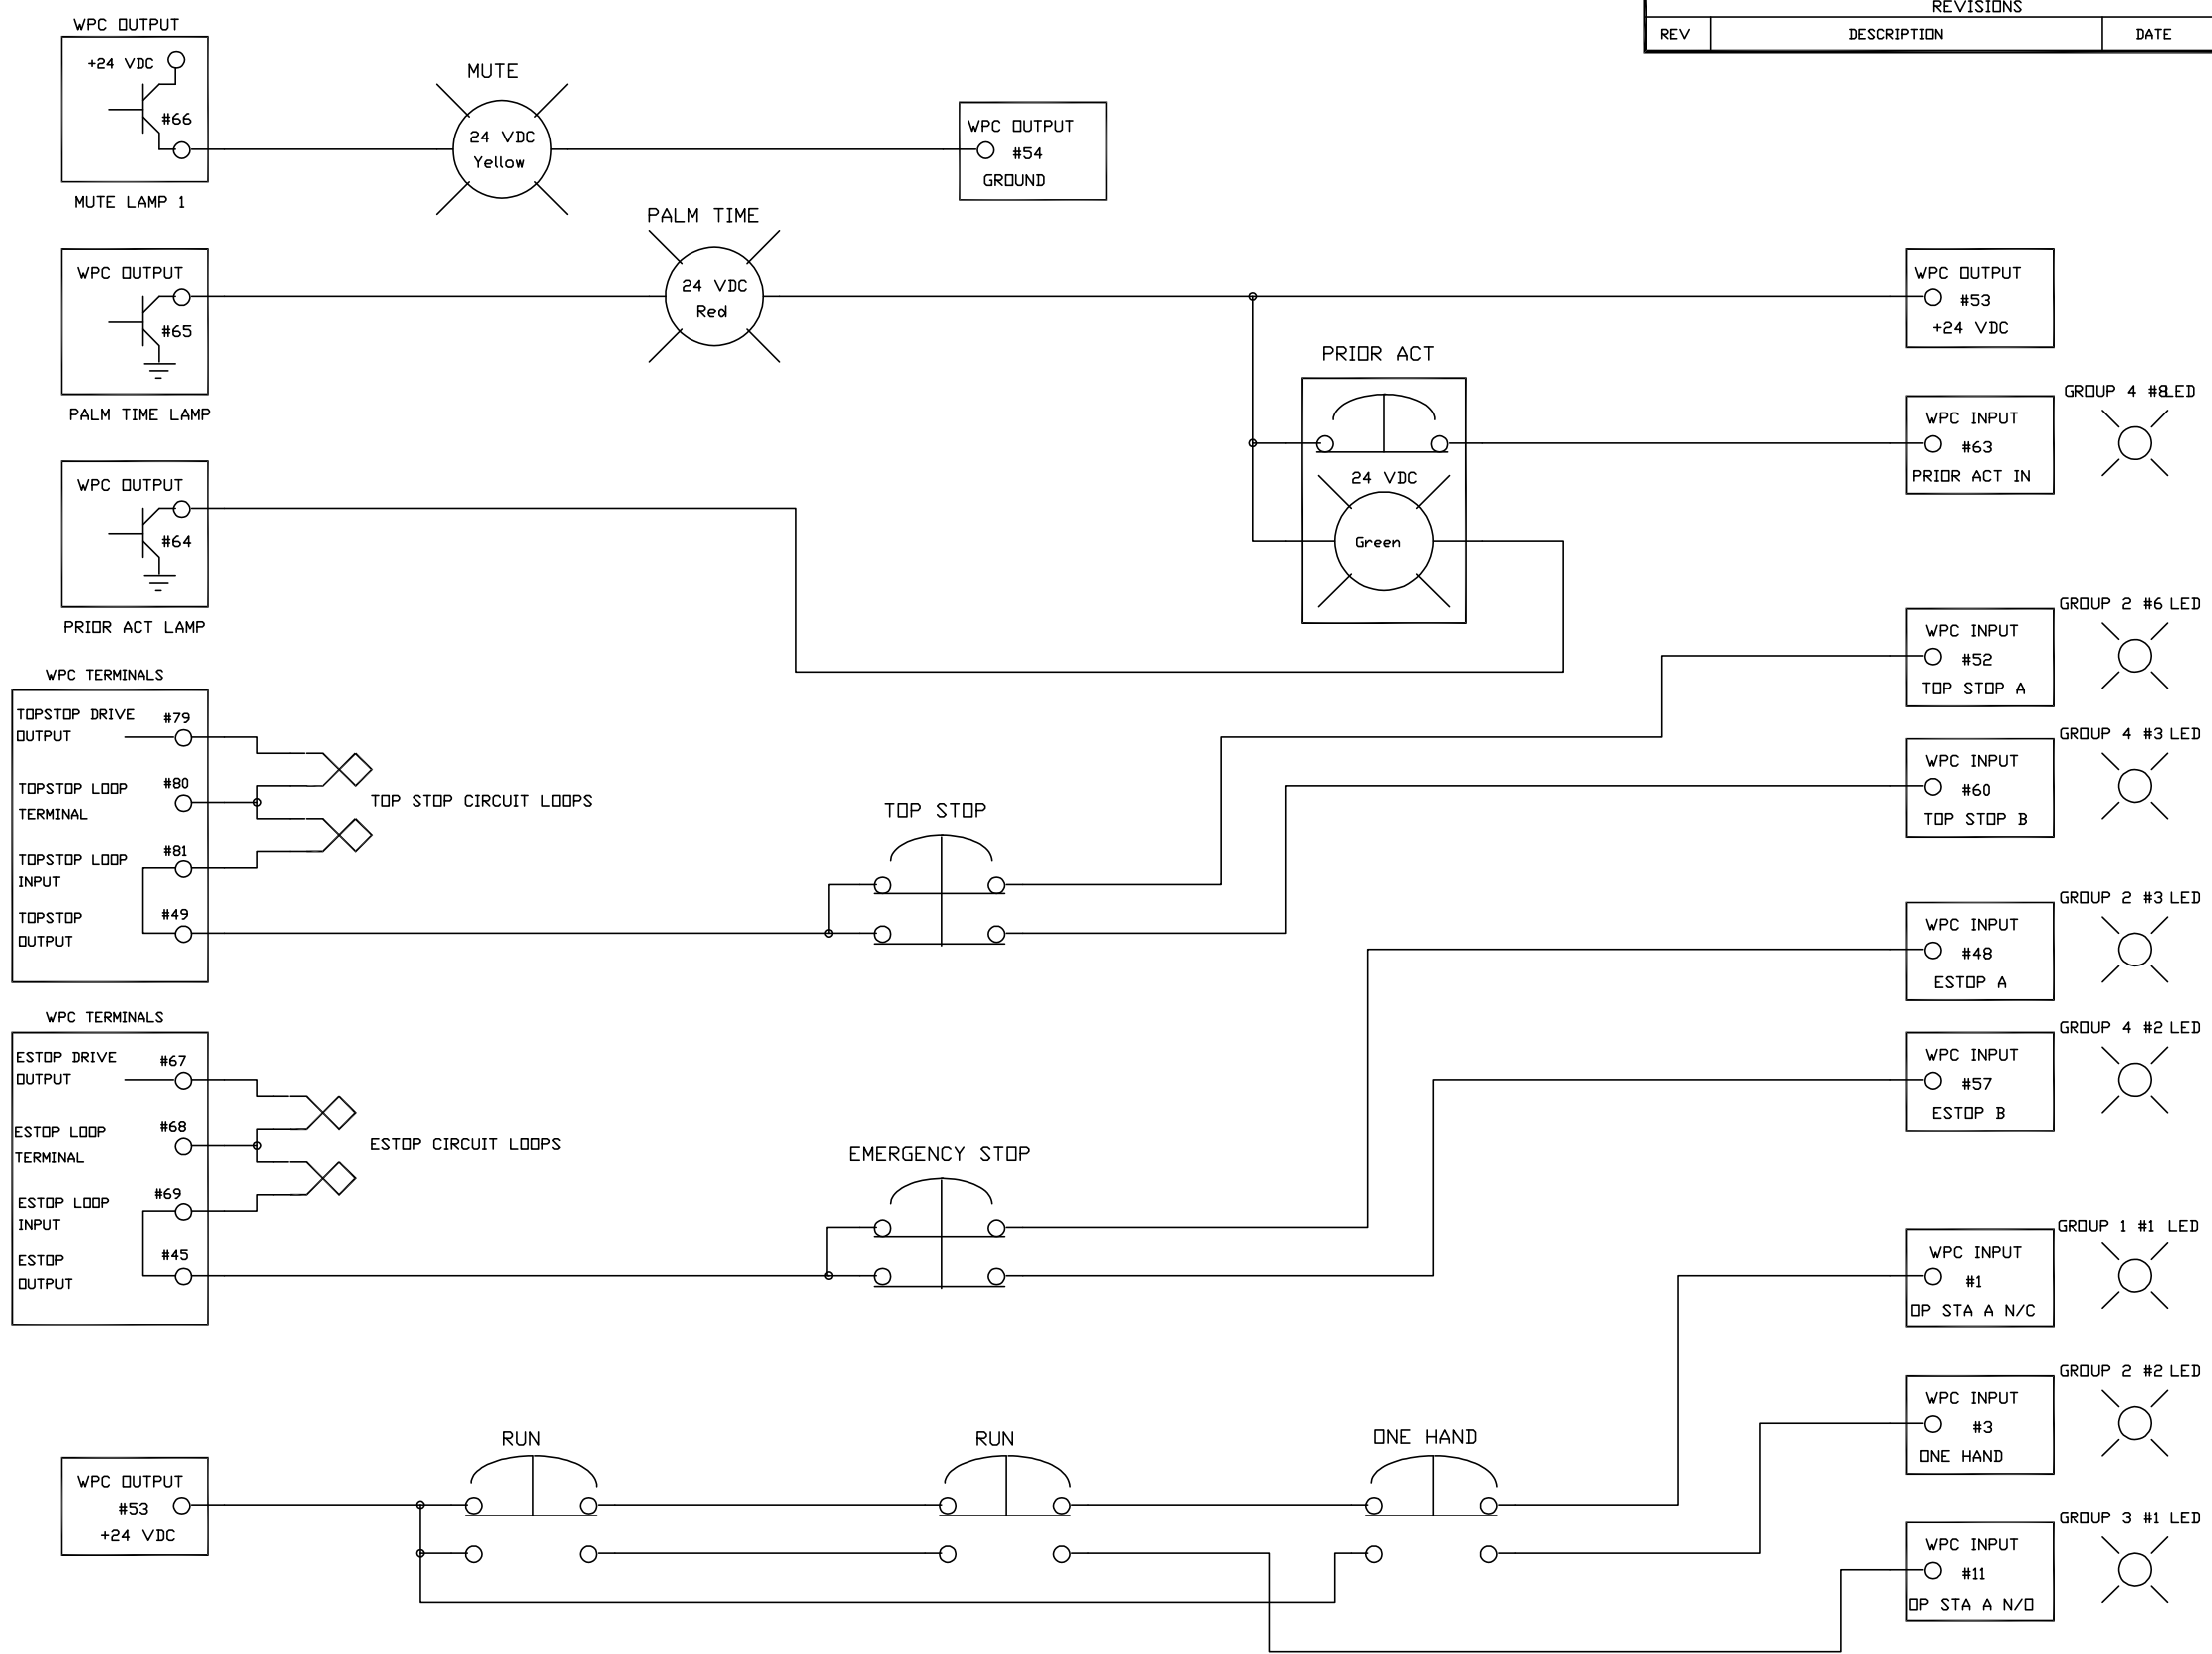 REVISIONS
REV DESCRIPTION DATE
WPC OUTPUT
+24 VDC
#66
MUTE LAMP 1
MUTE
24 VDC
Yellow
WPC OUTPUT
#54
GROUND
PALM TIME
24 VDC
Red
WPC OUTPUT
#65
PALM TIME LAMP
WPC OUTPUT
#53
+24 VDC
PRIOR ACT
24 VDC
Green
GROUP 4 #8LED
WPC INPUT
#63
PRIOR ACT IN
WPC OUTPUT
#64
PRIOR ACT LAMP
GROUP 2 #6 LED
WPC INPUT
#52
TOP STOP A
WPC TERMINALS
TOPSTOP DRIVE #79
OUTPUT
TOPSTOP LOOP #80
TERMINAL
TOPSTOP LOOP #81
INPUT
TOPSTOP #49
OUTPUT
TOP STOP CIRCUIT LOOPS
TOP STOP
GROUP 4 #3 LED
WPC INPUT
#60
TOP STOP B
GROUP 2 #3 LED
WPC INPUT
#48
ESTOP A
WPC TERMINALS
ESTOP DRIVE #67
OUTPUT
ESTOP LOOP #68
TERMINAL
ESTOP LOOP #69
INPUT
ESTOP #45
OUTPUT
ESTOP CIRCUIT LOOPS
EMERGENCY STOP
GROUP 4 #2 LED
WPC INPUT
#57
ESTOP B
GROUP 1 #1 LED
WPC INPUT
#1
OP STA A N/C
GROUP 2 #2 LED
WPC INPUT
#3
ONE HAND
RUN
RUN
ONE HAND
WPC OUTPUT
#53
+24 VDC
GROUP 3 #1 LED
WPC INPUT
#11
OP STA A N/O